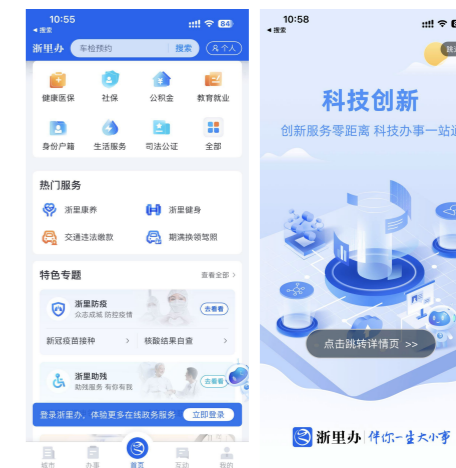 10:55
84
◂ 搜索
浙里办
车检预约
搜索
个人
健康医保
社保
公积金
教育就业
身份户籍
生活服务
司法公证
全部
热门服务
浙里康养
浙里健身
交通违法缴款
期满换领驾照
特色专题
查看全部 >
浙里防疫
众志成城 防控疫情
去看看
新冠疫苗接种 >
核酸结果自查 >
浙里助残
助残服务 有你有我
去看看
登录浙里办，体验更多在线政务服务
立即登录
城市
办事
首页
互动
我的
10:58
◂ 搜索
科技创新
创新服务零距离 科技办事一站通
点击跳转详情页 >>
浙里办
伴你一生大小事